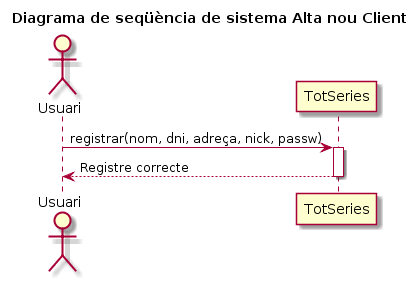 Diagrama de seqüència de sistema Alta nou Client
Usuari
TotSeries
registrar(nom, dni, adreça, nick, passw)
Registre correcte
Usuari
TotSeries